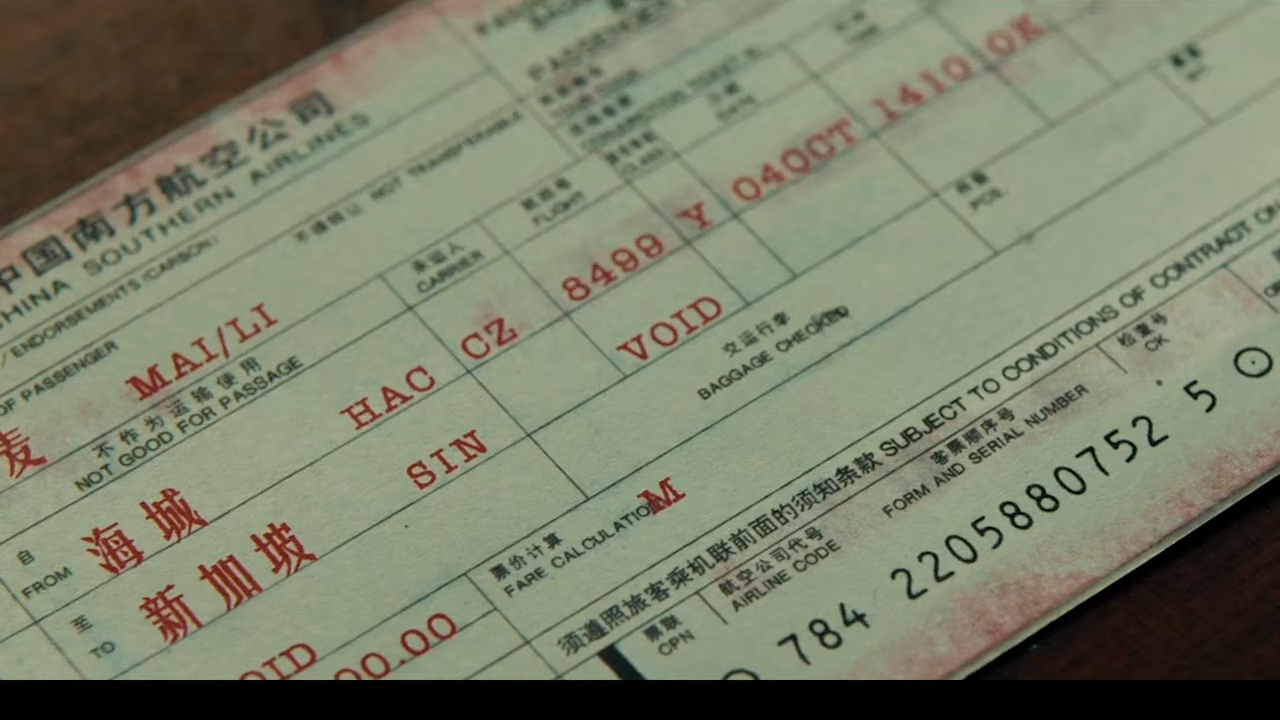 中国南方航空公司
CHINA SOUTHERN AIRLINES
/ENDORSEMENTS (CARBON)
不得转让 NOT TRANSFERABLE
OF PASSENGER
MAI/LI
麦
不作为运输使用
NOT GOOD FOR PASSAGE
承运人
CARRIER
航班号
FLIGHT
自
FROM
海城
HAC
CZ
8499
Y
04OCT
1410
OK
至
TO
新加坡
SIN
VOID
交运行李
BAGGAGE CHECKED
件数
PCS.
OID
00.00
票价计算
FARE CALCULATION
M
须遵照旅客乘机联前面的须知条款 SUBJECT TO CONDITIONS OF CONTRACT ON
票联
CPN
航空公司代号
AIRLINE CODE
客票顺序号
FORM AND SERIAL NUMBER
检查号
CK
784 2205880752 5